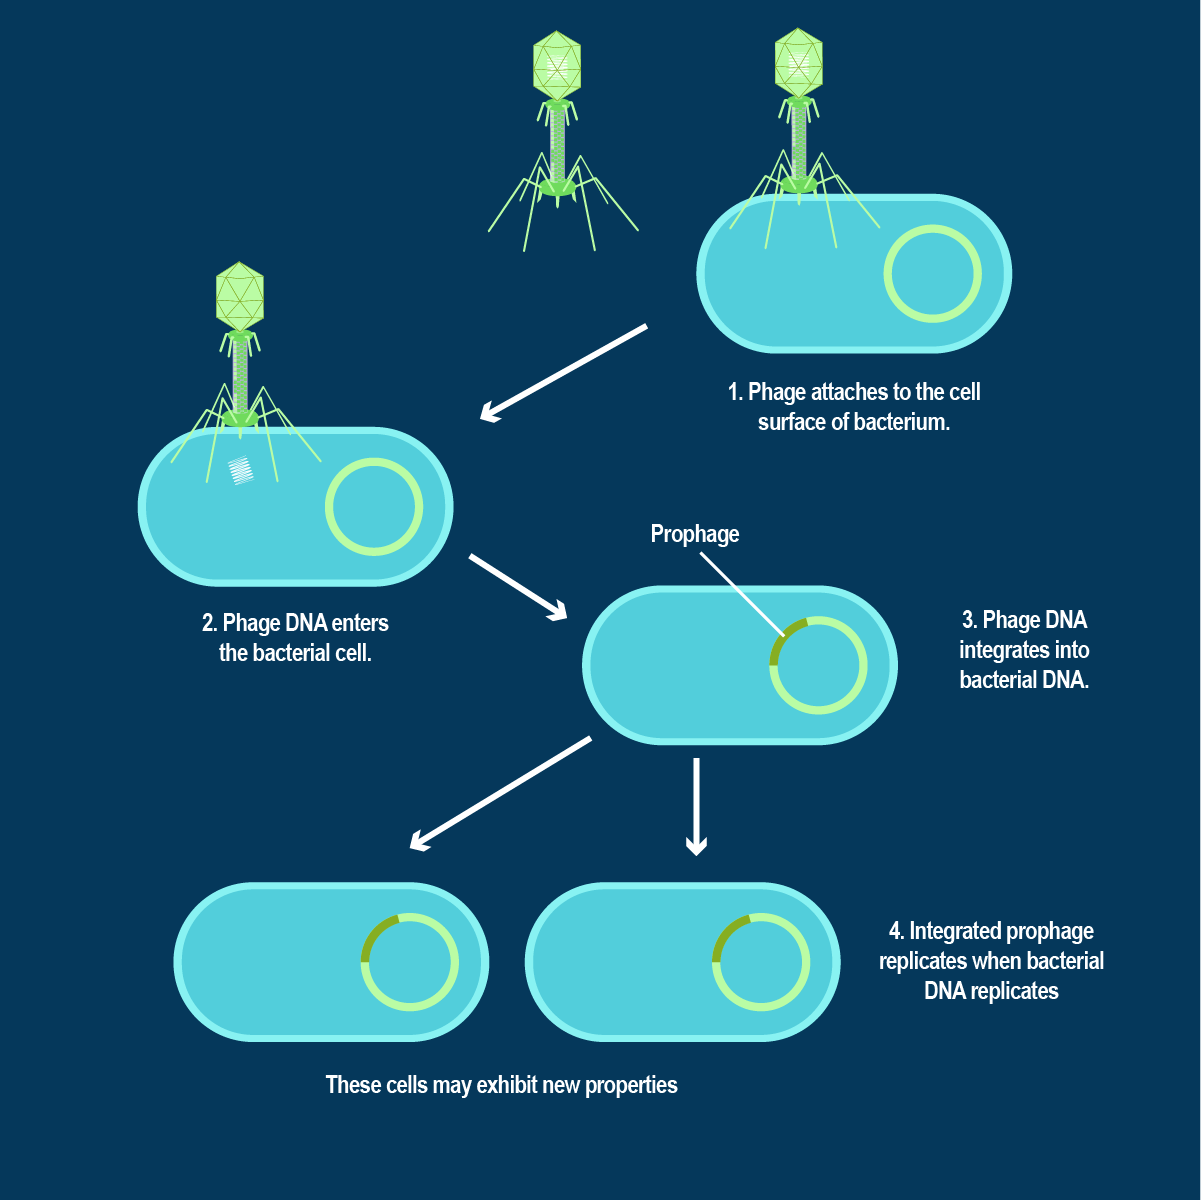 1. Phage attaches to the cell
surface of bacterium.
2. Phage DNA enters
the bacterial cell.
Prophage
3. Phage DNA
integrates into
bacterial DNA.
4. Integrated prophage
replicates when bacterial
DNA replicates
These cells may exhibit new properties